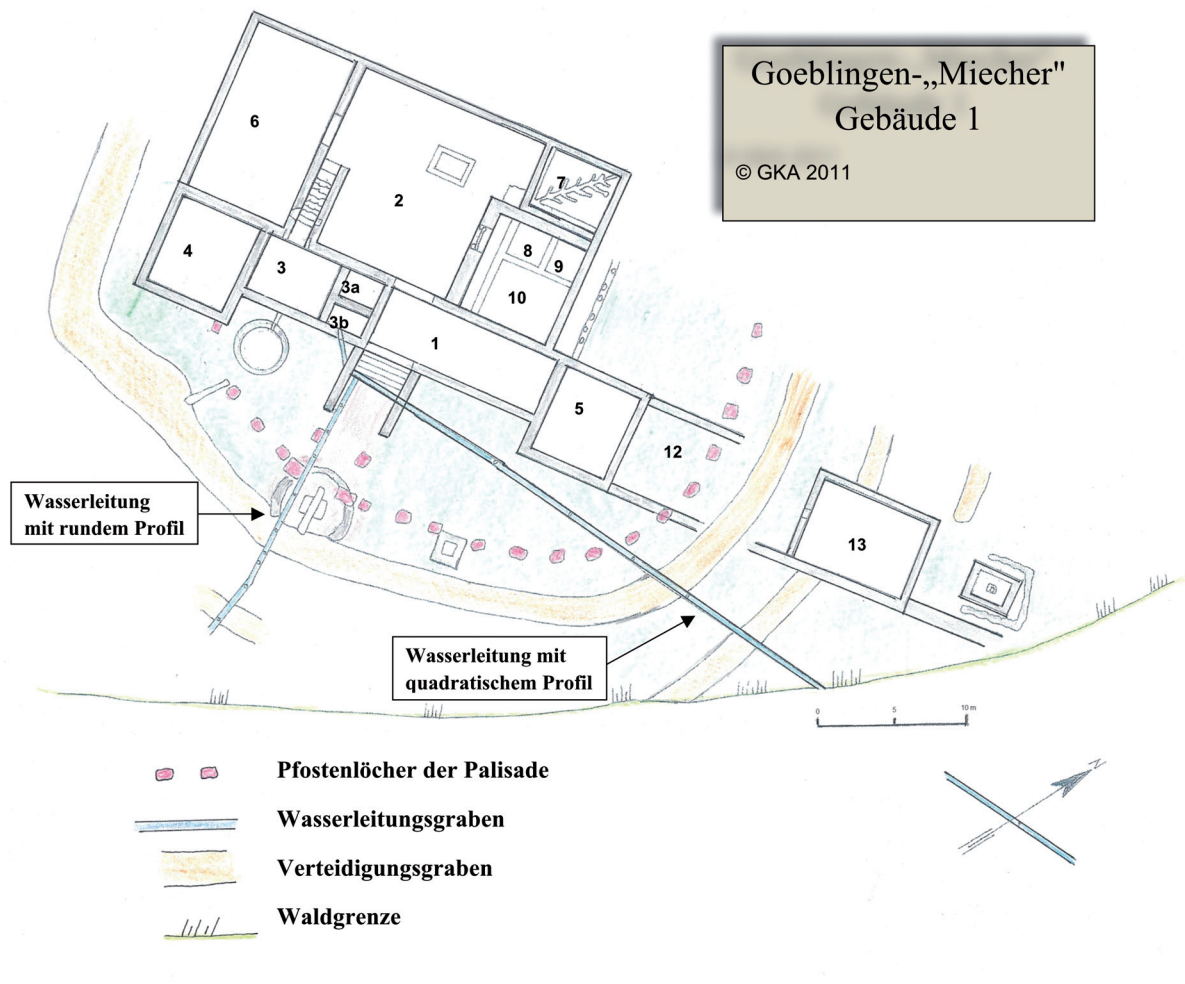 Goeblingen-„Miecher"
Gebäude 1
© GKA 2011
6
2
7
4
3
3a
3b
8
9
10
1
5
12
13
Wasserleitung
mit rundem Profil
Wasserleitung mit
quadratischem Profil
0 5 10 m
Pfostenlöcher der Palisade
Wasserleitungsgraben
Verteidigungsgraben
Waldgrenze
N